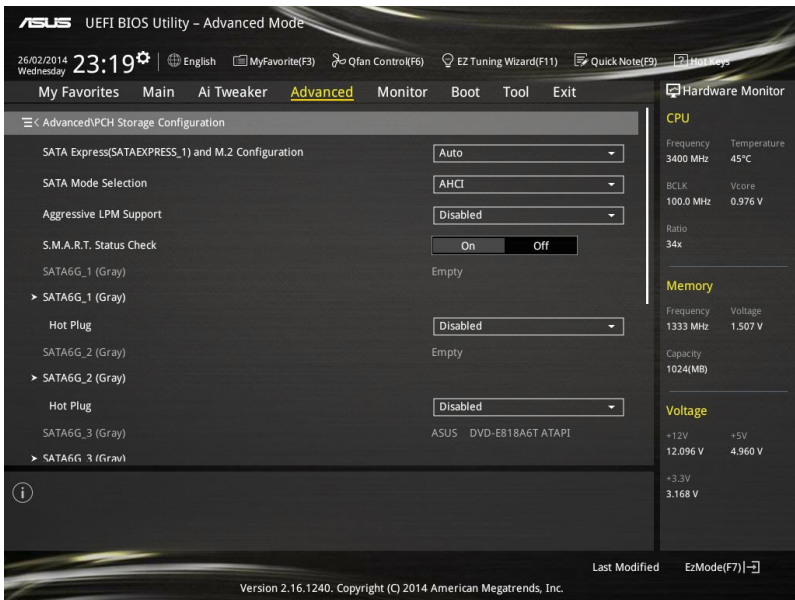 ASUS UEFI BIOS Utility – Advanced Mode
26/02/2014
Wednesday
23:19
English
MyFavorite(F3)
Qfan Control(F6)
EZ Tuning Wizard(F11)
Quick Note(F9)
? Hot Keys
My Favorites Main Ai Tweaker Advanced Monitor Boot Tool Exit
Advanced\PCH Storage Configuration
SATA Express(SATAEXPRESS_1) and M.2 Configuration Auto
SATA Mode Selection AHCI
Aggressive LPM Support Disabled
S.M.A.R.T. Status Check On Off
SATA6G_1 (Gray) Empty
> SATA6G_1 (Gray)
Hot Plug Disabled
SATA6G_2 (Gray) Empty
> SATA6G_2 (Gray)
Hot Plug Disabled
SATA6G_3 (Gray) ASUS DVD-E818A6T ATAPI
> SATA6G_3 (Gray)
Hardware Monitor
CPU
Frequency Temperature
3400 MHz 45°C
BCLK Vcore
100.0 MHz 0.976 V
Ratio
34x
Memory
Frequency Voltage
1333 MHz 1.507 V
Capacity
1024(MB)
Voltage
+12V +5V
12.096 V 4.960 V
+3.3V
3.168 V
Last Modified EzMode(F7)
Version 2.16.1240. Copyright (C) 2014 American Megatrends, Inc.